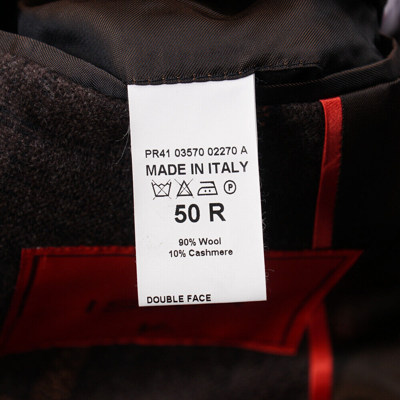 PR41 03570 02270 A
MADE IN ITALY
P
50 R
90% Wool
10% Cashmere
DOUBLE FACE